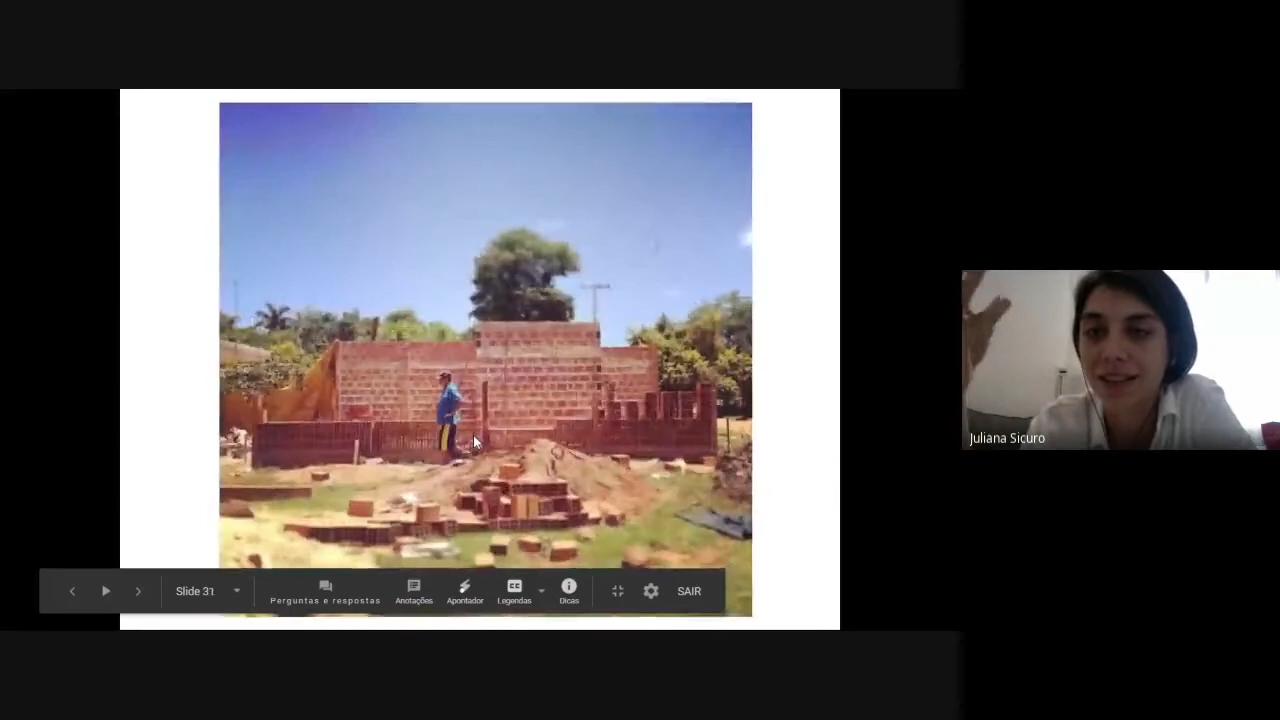 Juliana Sicuro
Slide 31
Perguntas e respostas
Anotações
Apontador
Legendas
Dicas
SAIR